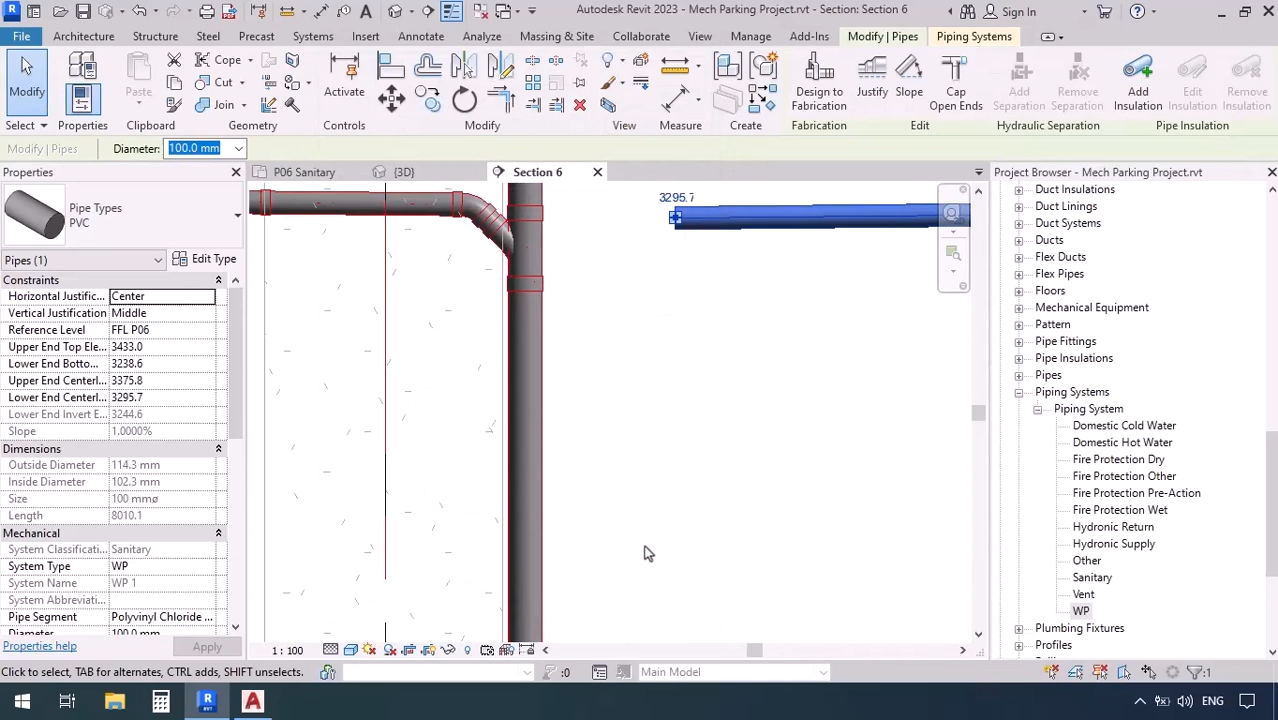 Autodesk Revit 2023 - Mech Parking Project.rvt - Section: Section 6
Sign In
File Architecture Structure Steel Precast Systems Insert Annotate Analyze Massing & Site Collaborate View Manage Add-Ins Modify | Pipes Piping Systems
Modify Paste Cope Cut Join Activate
Design to Fabrication Justify Slope Cap Open Ends Add Separation Remove Separation Add Insulation Edit Insulation Remove Insulation
Select Properties Clipboard Geometry Controls Modify View Measure Create Fabrication Edit Hydraulic Separation Pipe Insulation
Modify | Pipes Diameter: 100.0 mm
Properties P06 Sanitary {3D} Section 6 Project Browser - Mech Parking Project.rvt
Pipe Types
PVC
Pipes (1) Edit Type
Constraints
Horizontal Justific... Center
Vertical Justification Middle
Reference Level FFL P06
Upper End Top Ele... 3433.0
Lower End Botto... 3238.6
Upper End Centerl... 3375.8
Lower End Centerl... 3295.7
Lower End Invert E... 3244.6
Slope 1.0000%
Dimensions
Outside Diameter 114.3 mm
Inside Diameter 102.3 mm
Size 100 mmø
Length 8010.1
Mechanical
System Classificati... Sanitary
System Type WP
System Name WP 1
System Abbreviati...
Pipe Segment Polyvinyl Chloride ...
Diameter 100.0 mm
Properties help Apply
3295.7
Duct Insulations
Duct Linings
Duct Systems
Ducts
Flex Ducts
Flex Pipes
Floors
Mechanical Equipment
Pattern
Pipe Fittings
Pipe Insulations
Pipes
Piping Systems
Piping System
Domestic Cold Water
Domestic Hot Water
Fire Protection Dry
Fire Protection Other
Fire Protection Pre-Action
Fire Protection Wet
Hydronic Return
Hydronic Supply
Other
Sanitary
Vent
WP
Plumbing Fixtures
Profiles
1 : 100
Click to select, TAB for alternates, CTRL adds, SHIFT unselects. :0 Main Model :1
ENG